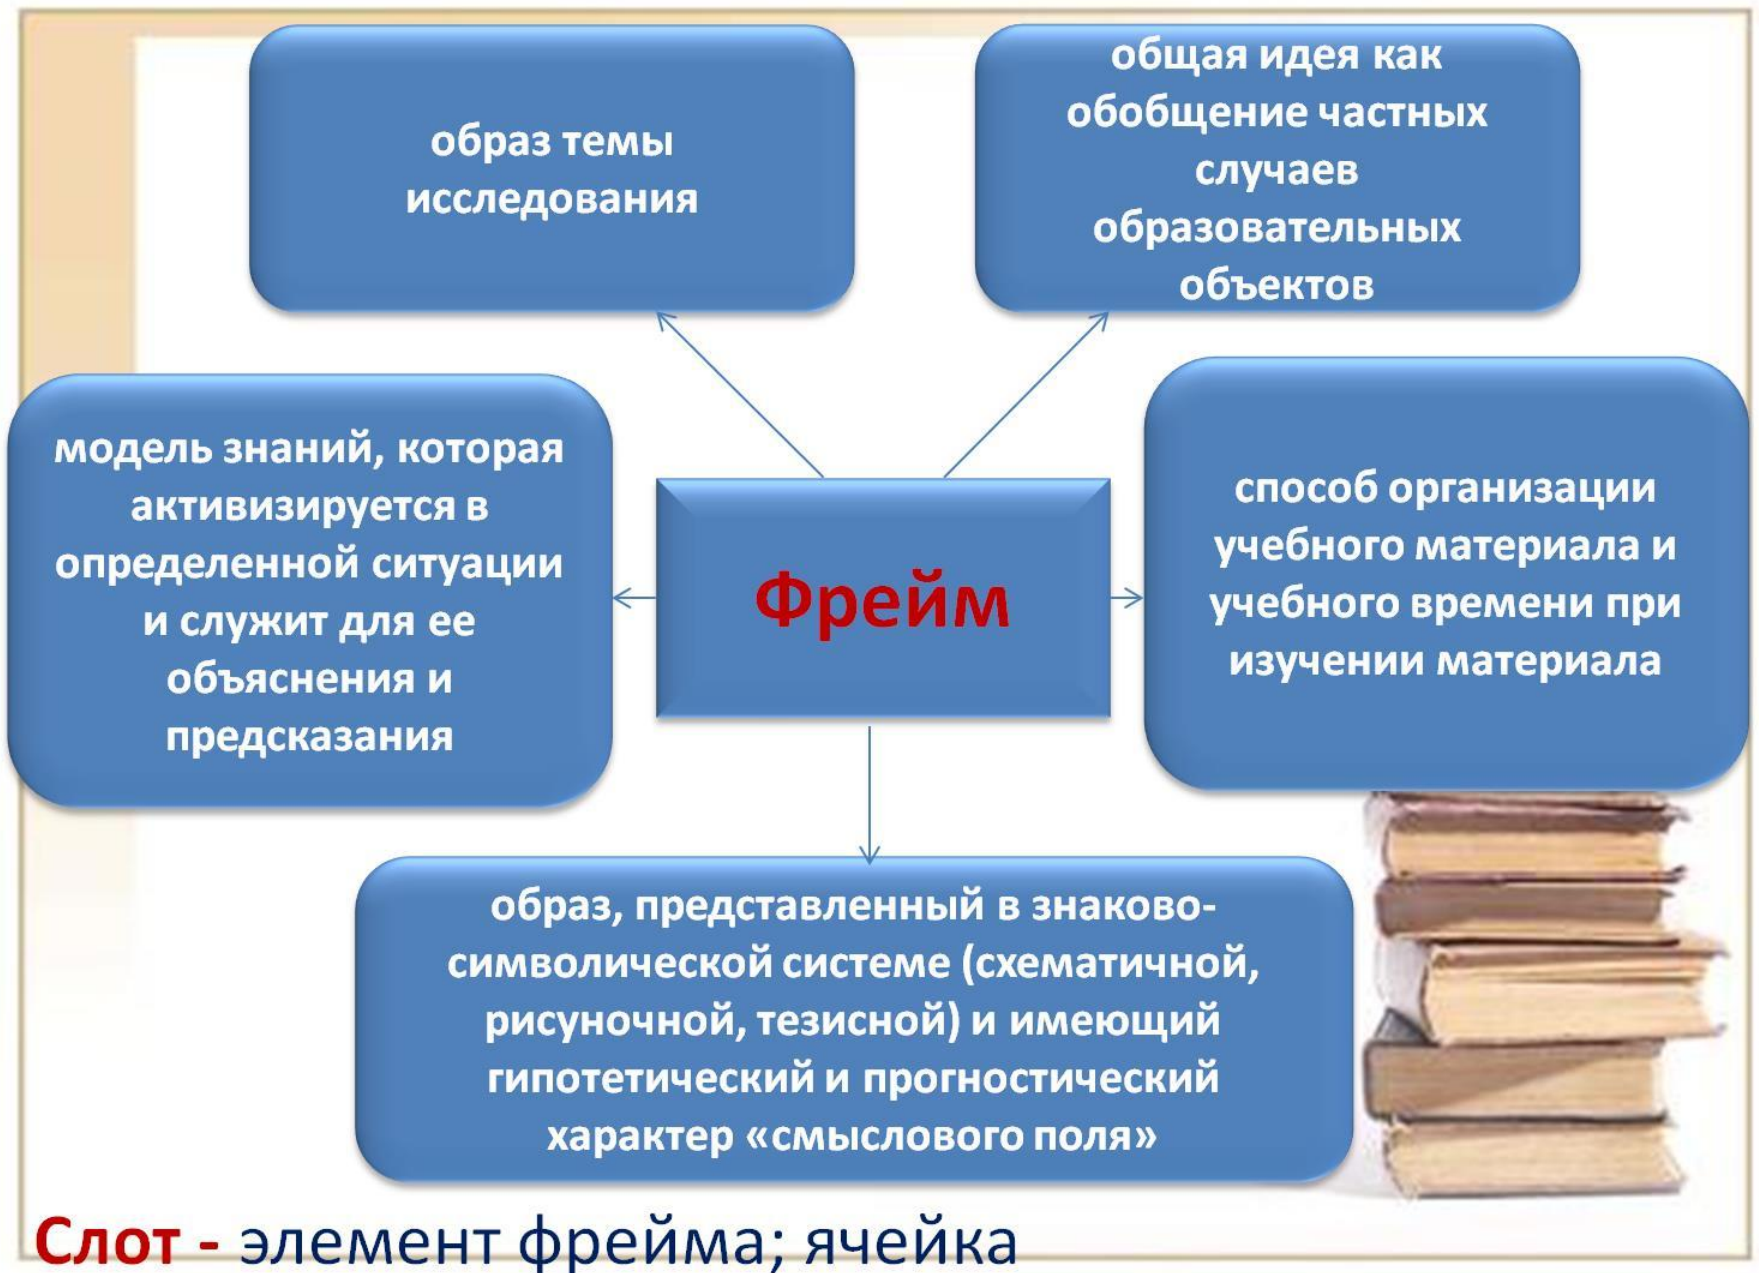 образ темы
исследования
общая идея как
обобщение частных
случаев
образовательных
объектов
модель знаний, которая
активизируется в
определенной ситуации
и служит для ее
объяснения и
предсказания
Фрейм
способ организации
учебного материала и
учебного времени при
изучении материала
образ, представленный в знаково-
символической системе (схематичной,
рисуночной, тезисной) и имеющий
гипотетический и прогностический
характер «смыслового поля»
Слот - элемент фрейма; ячейка